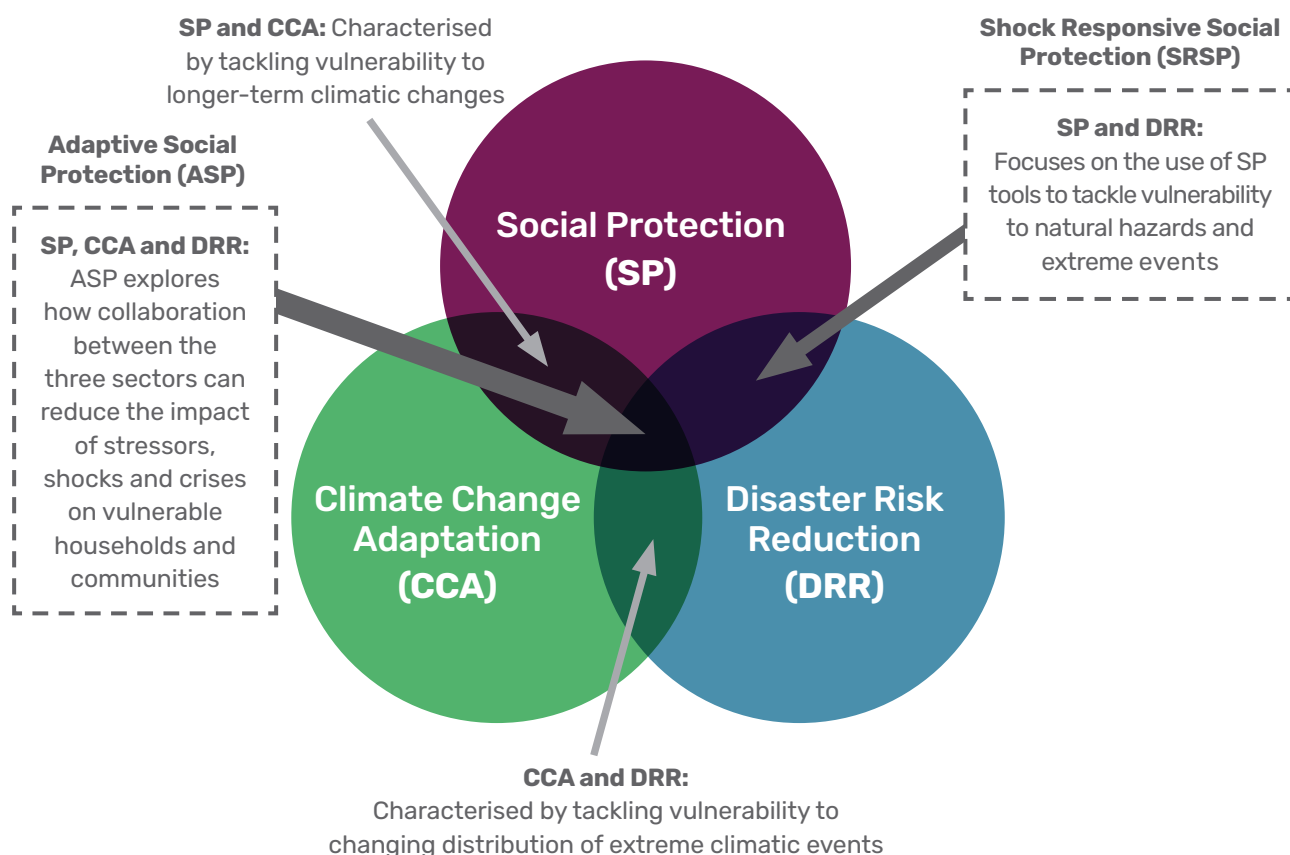 SP and CCA: Characterised
by tackling vulnerability to
longer-term climatic changes
Shock Responsive Social
Protection (SRSP)
SP and DRR:
Focuses on the use of SP
tools to tackle vulnerability
to natural hazards and
extreme events
Adaptive Social
Protection (ASP)
SP, CCA and DRR:
ASP explores
how collaboration
between the
three sectors can
reduce the impact
of stressors,
shocks and crises
on vulnerable
households and
communities
Social Protection
(SP)
Climate Change
Adaptation
(CCA)
Disaster Risk
Reduction
(DRR)
CCA and DRR:
Characterised by tackling vulnerability to
changing distribution of extreme climatic events